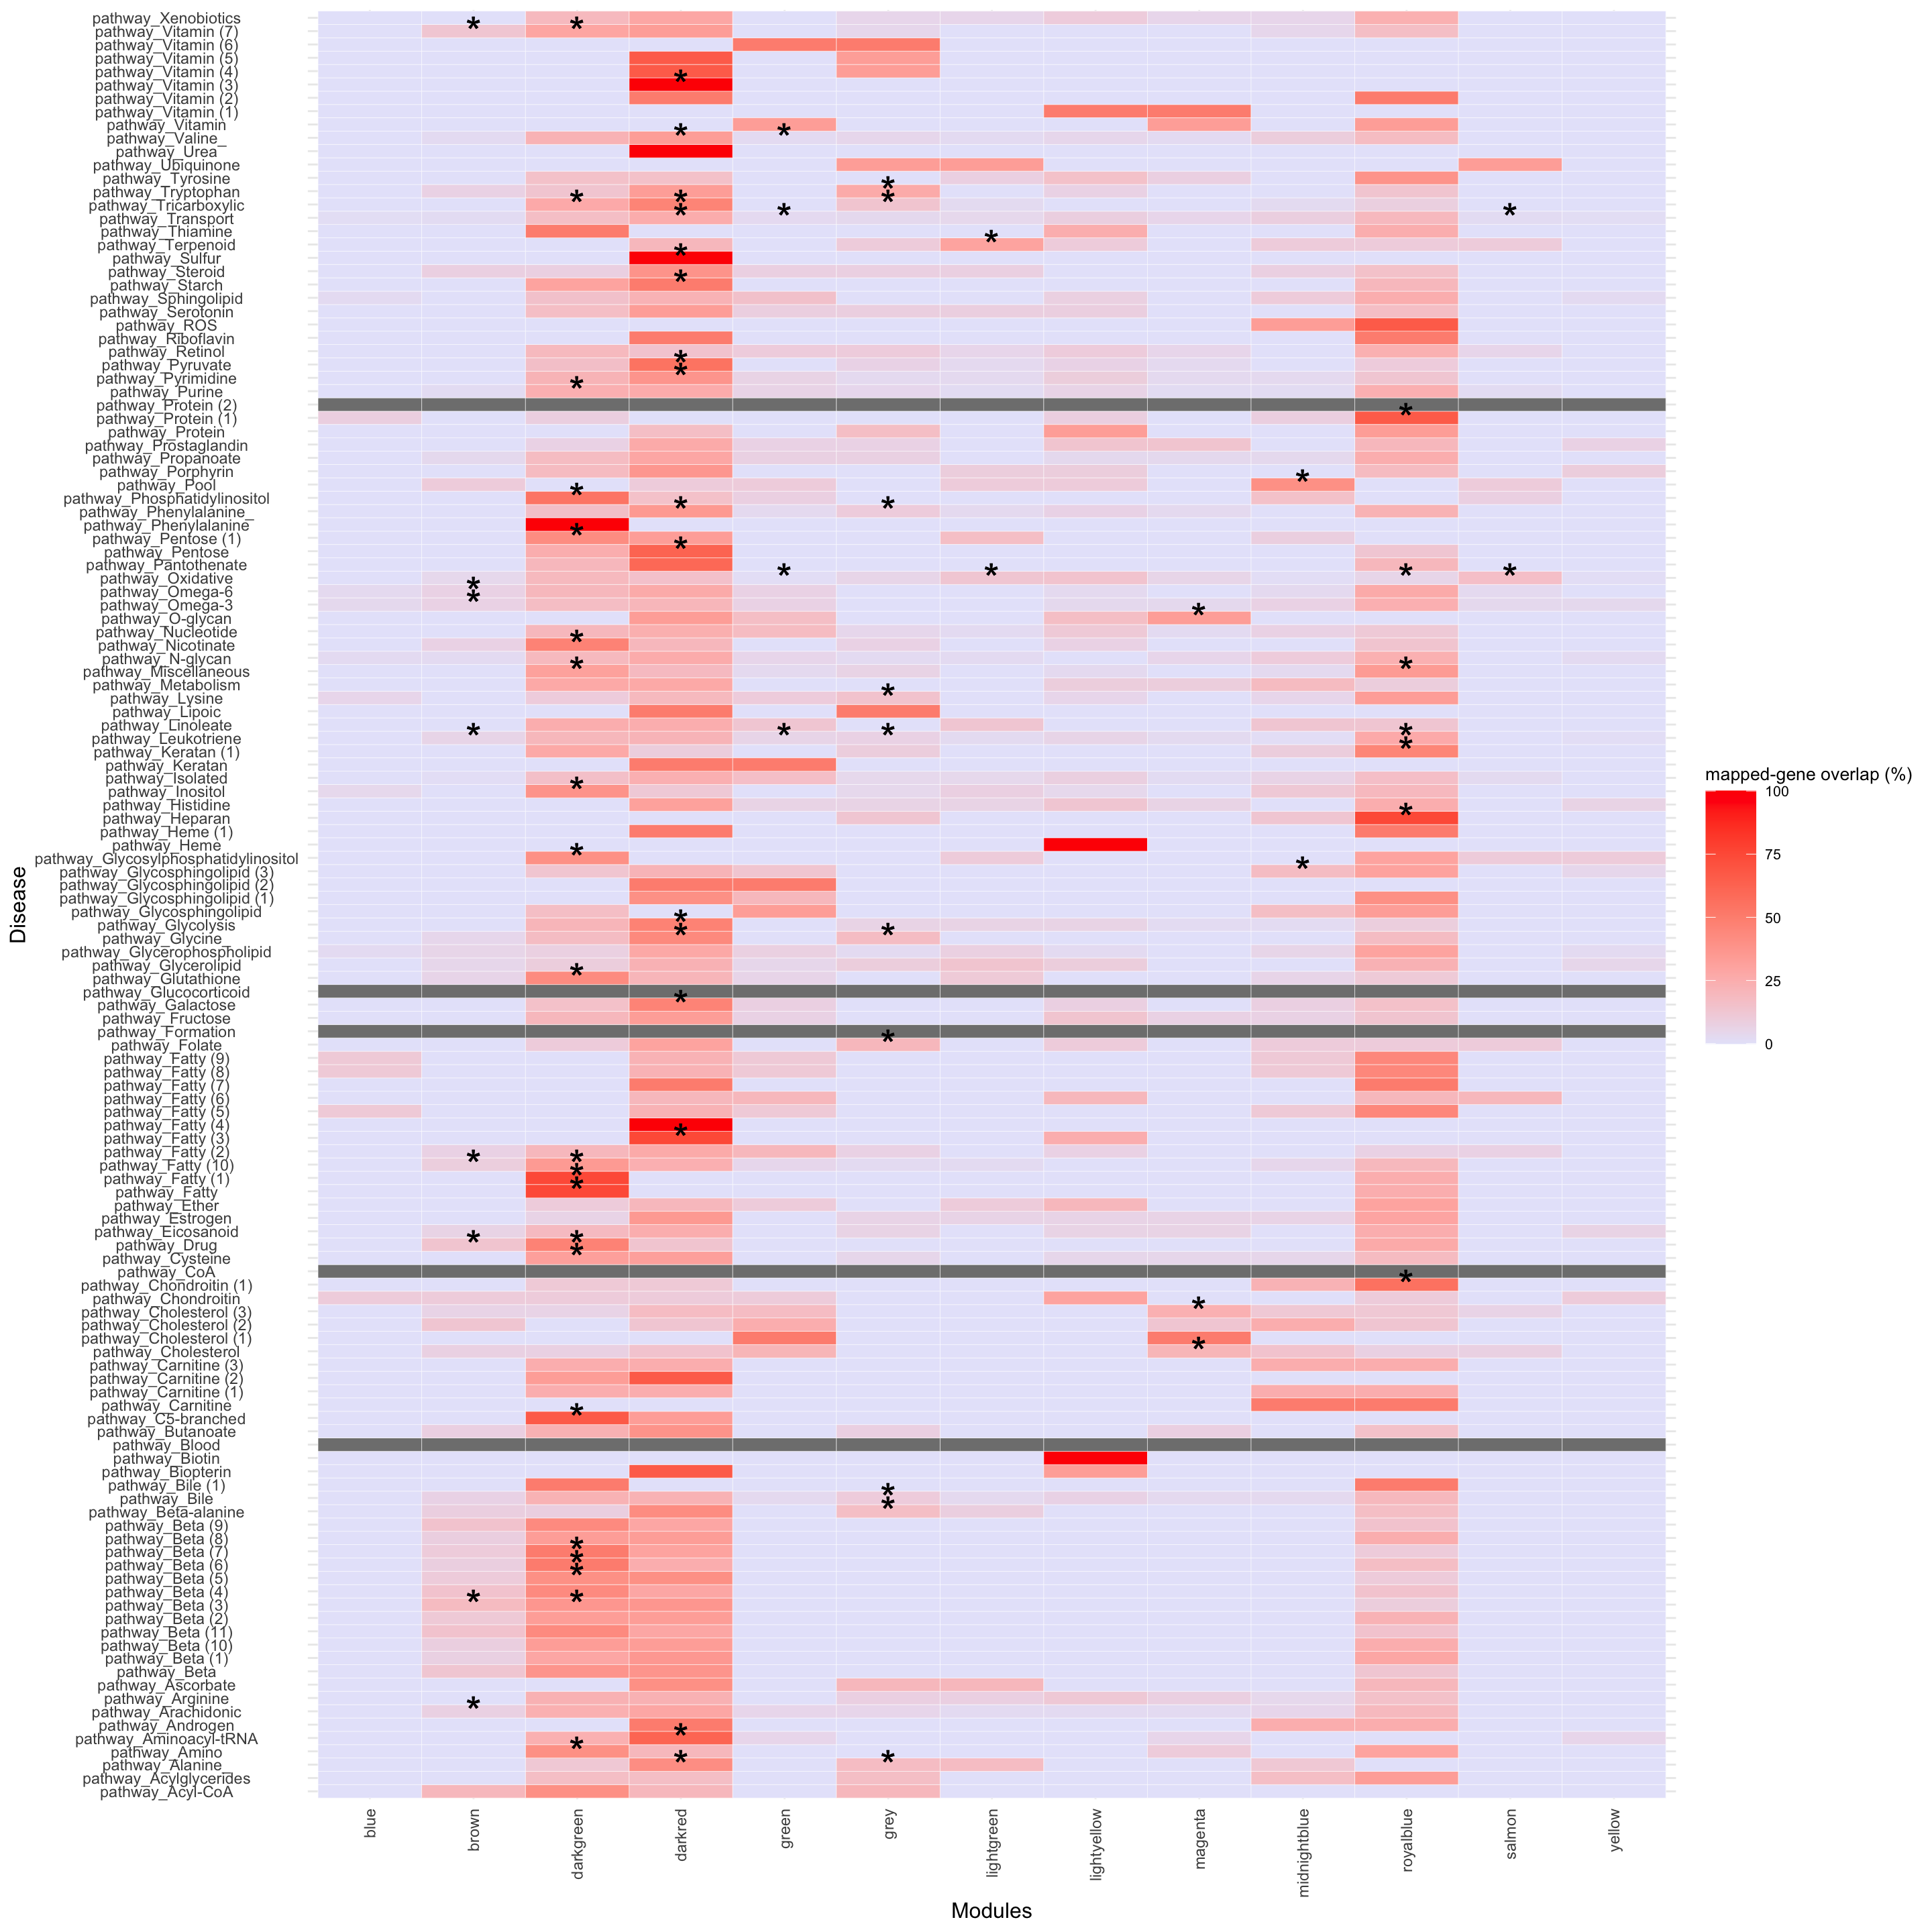 pathway_Xenobiotics
pathway_Vitamin (7)
pathway_Vitamin (6)
pathway_Vitamin (5)
pathway_Vitamin (4)
pathway_Vitamin (3)
pathway_Vitamin (2)
pathway_Vitamin (1)
pathway_Vitamin
pathway_Valine_
pathway_Urea
pathway_Ubiquinone
pathway_Tyrosine
pathway_Tryptophan
pathway_Tricarboxylic
pathway_Transport
pathway_Thiamine
pathway_Terpenoid
pathway_Sulfur
pathway_Steroid
pathway_Starch
pathway_Sphingolipid
pathway_Serotonin
pathway_ROS
pathway_Riboflavin
pathway_Retinol
pathway_Pyruvate
pathway_Pyrimidine
pathway_Purine
pathway_Protein (2)
pathway_Protein (1)
pathway_Protein
pathway_Prostaglandin
pathway_Propanoate
pathway_Porphyrin
pathway_Pool
pathway_Phosphatidylinositol
pathway_Phenylalanine_
pathway_Phenylalanine
pathway_Pentose (1)
pathway_Pentose
pathway_Pantothenate
pathway_Oxidative
pathway_Omega-6
pathway_Omega-3
pathway_O-glycan
pathway_Nucleotide
pathway_Nicotinate
pathway_N-glycan
pathway_Miscellaneous
pathway_Metabolism
pathway_Lysine
pathway_Lipoic
pathway_Linoleate
pathway_Leukotriene
pathway_Keratan (1)
pathway_Keratan
pathway_Isolated
pathway_Inositol
pathway_Histidine
pathway_Heparan
pathway_Heme (1)
pathway_Heme
pathway_Glycosylphosphatidylinositol
pathway_Glycosphingolipid (3)
pathway_Glycosphingolipid (2)
pathway_Glycosphingolipid (1)
pathway_Glycosphingolipid
pathway_Glycolysis
pathway_Glycine_
pathway_Glycerophospholipid
pathway_Glycerolipid
pathway_Glutathione
pathway_Glucocorticoid
pathway_Galactose
pathway_Fructose
pathway_Formation
pathway_Folate
pathway_Fatty (9)
pathway_Fatty (8)
pathway_Fatty (7)
pathway_Fatty (6)
pathway_Fatty (5)
pathway_Fatty (4)
pathway_Fatty (3)
pathway_Fatty (2)
pathway_Fatty (10)
pathway_Fatty (1)
pathway_Fatty
pathway_Ether
pathway_Estrogen
pathway_Eicosanoid
pathway_Drug
pathway_Cysteine
pathway_CoA
pathway_Chondroitin (1)
pathway_Chondroitin
pathway_Cholesterol (3)
pathway_Cholesterol (2)
pathway_Cholesterol (1)
pathway_Cholesterol
pathway_Carnitine (3)
pathway_Carnitine (2)
pathway_Carnitine (1)
pathway_Carnitine
pathway_C5-branched
pathway_Butanoate
pathway_Blood
pathway_Biotin
pathway_Biopterin
pathway_Bile (1)
pathway_Bile
pathway_Beta-alanine
pathway_Beta (9)
pathway_Beta (8)
pathway_Beta (7)
pathway_Beta (6)
pathway_Beta (5)
pathway_Beta (4)
pathway_Beta (3)
pathway_Beta (2)
pathway_Beta (11)
pathway_Beta (10)
pathway_Beta (1)
pathway_Beta
pathway_Ascorbate
pathway_Arginine
pathway_Arachidonic
pathway_Androgen
pathway_Aminoacyl-tRNA
pathway_Amino
pathway_Alanine_
pathway_Acylglycerides
pathway_Acyl-CoA
Disease
blue
brown
darkgreen
darkred
green
grey
lightgreen
lightyellow
magenta
midnightblue
royalblue
salmon
yellow
Modules
mapped-gene overlap (%)
100
75
50
25
0